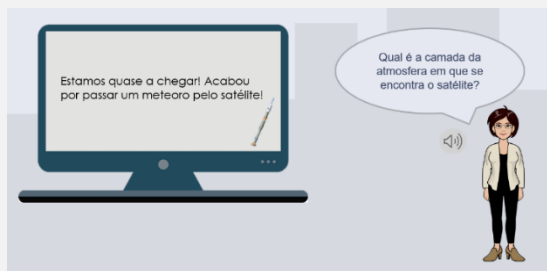 Estamos quase a chegar! Acabou
por passar um meteoro pelo satélite!
Qual é a camada da
atmosfera em que se
encontra o satélite?